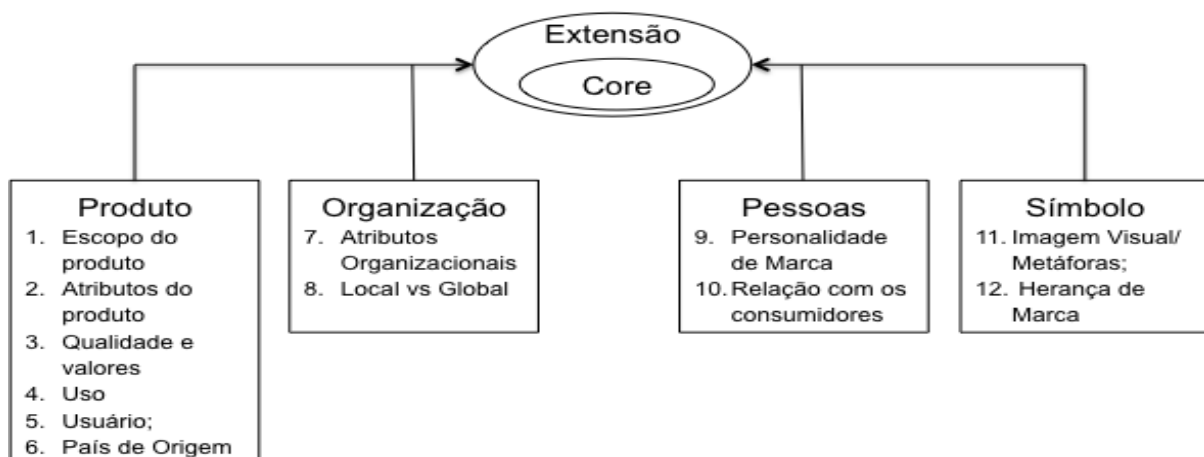 Extensão
Core
Produto
1. Escopo do
produto
2. Atributos do
produto
3. Qualidade e
valores
4. Uso
5. Usuário;
6. País de Origem
Organização
7. Atributos
Organizacionais
8. Local vs Global
Pessoas
9. Personalidade
de Marca
10. Relação com os
consumidores
Símbolo
11. Imagem Visual/
Metáforas;
12. Herança de
Marca